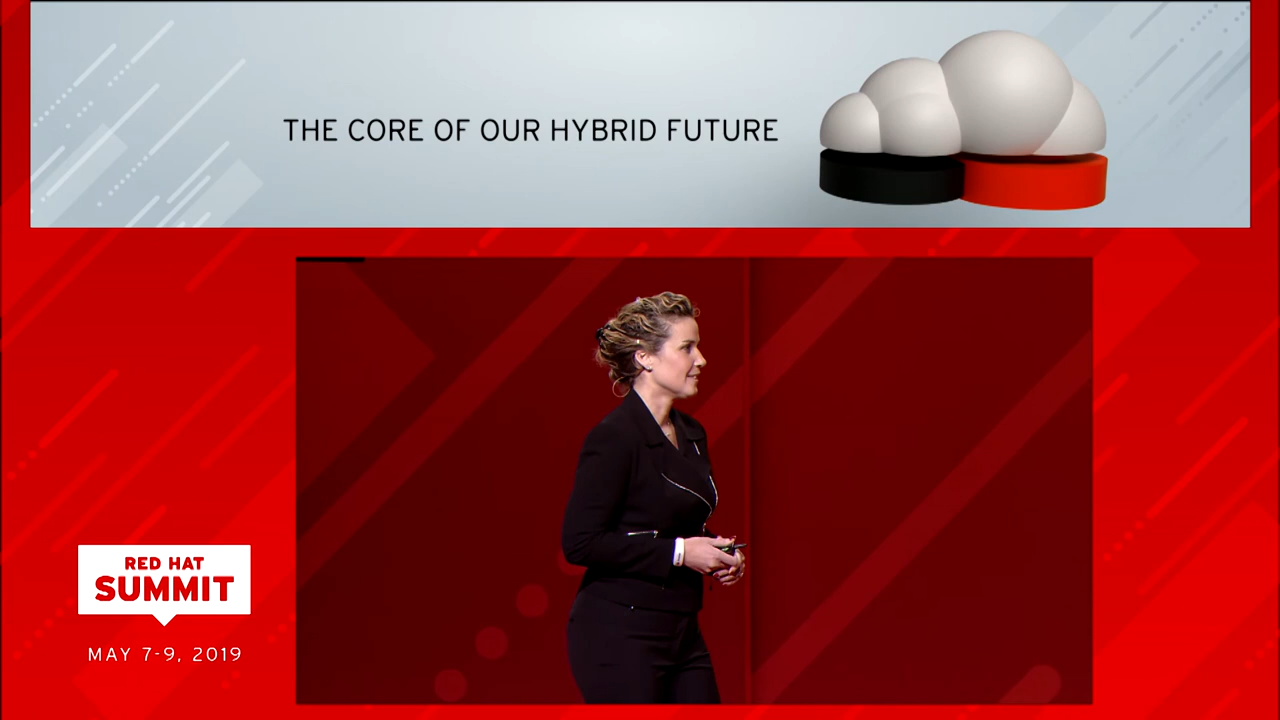 THE CORE OF OUR HYBRID FUTURE
RED HAT
SUMMIT
MAY 7-9, 2019